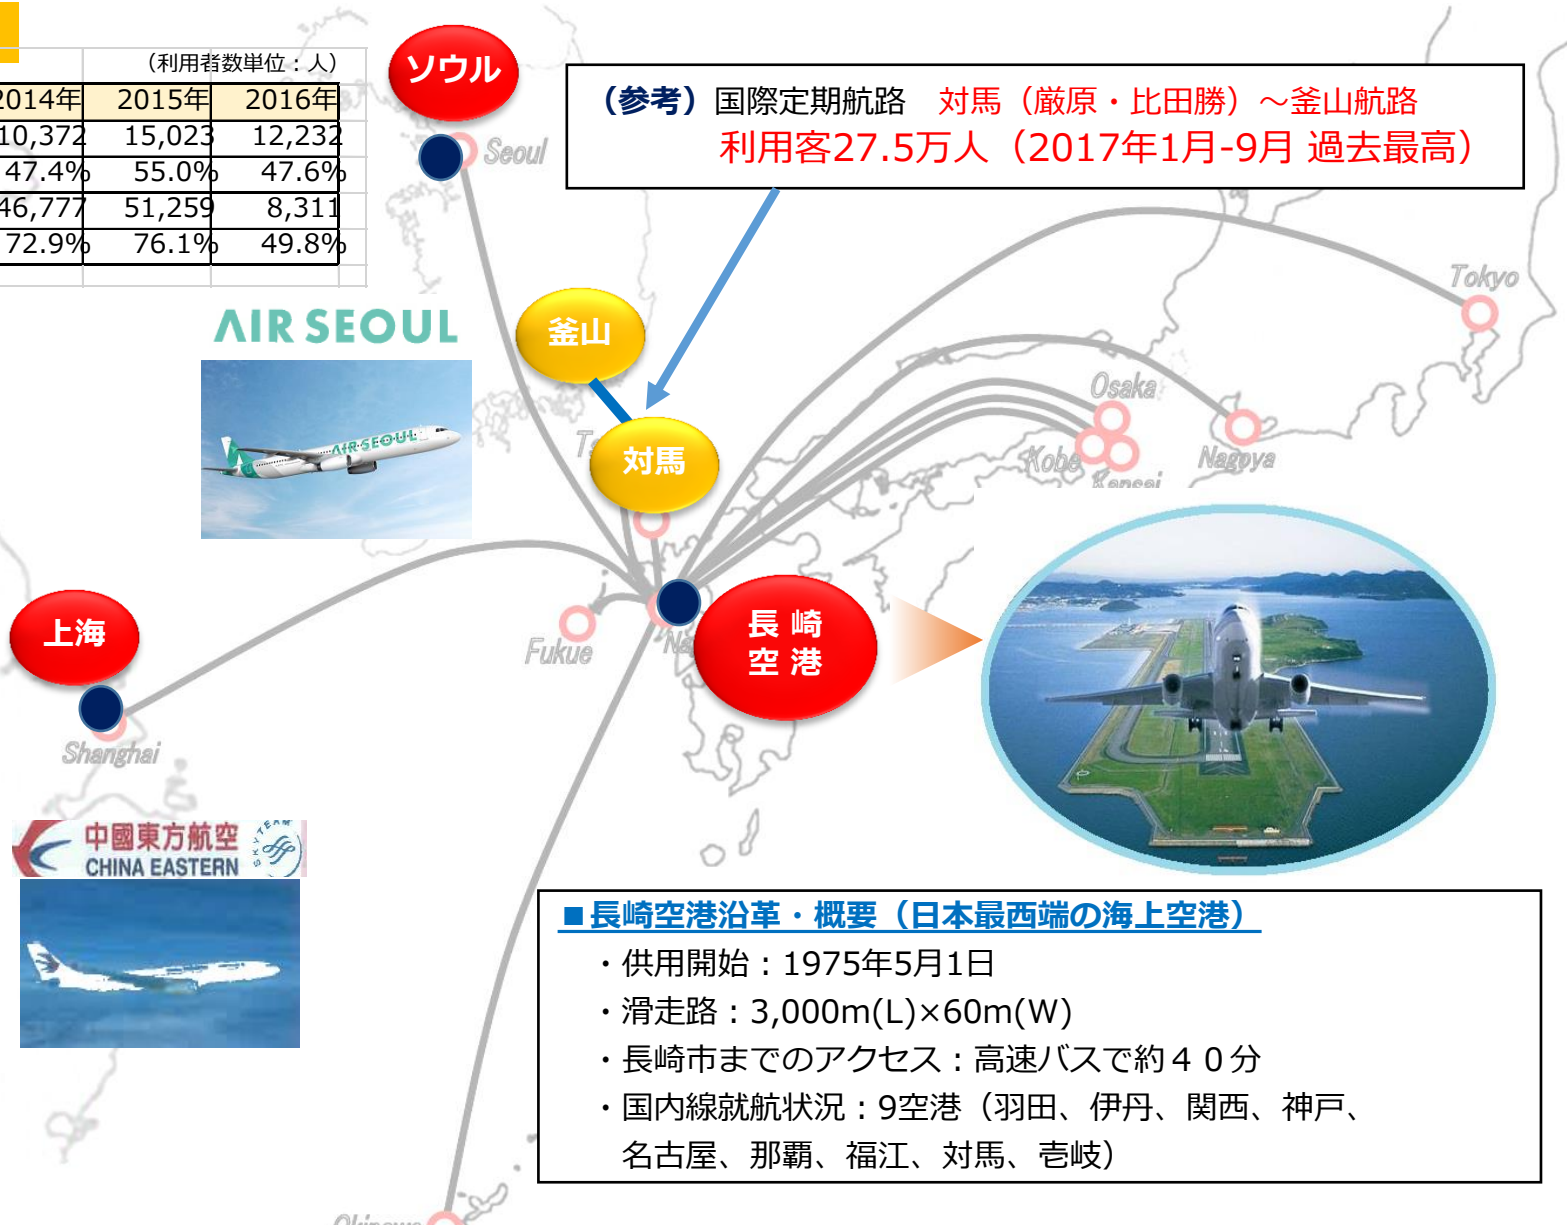 （利用者数単位：人）
2014年 2015年 2016年
10,372 15,023 12,232
47.4% 55.0% 47.6%
46,777 51,259 8,311
72.9% 76.1% 49.8%
ソウル
Seoul
（参考）国際定期航路　対馬（厳原・比田勝）～釜山航路
利用客27.5万人（2017年1月-9月 過去最高）
Tokyo
AIR SEOUL
釜山
AIR SEOUL
Osaka
対馬
Kobe
Nagoya
Kansai
上海
長 崎
空 港
Fukue
Shanghai
中國東方航空
CHINA EASTERN
SKYTEAM
■長崎空港沿革・概要（日本最西端の海上空港）
・供用開始：1975年5月1日
・滑走路：3,000m(L)×60m(W)
・長崎市までのアクセス：高速バスで約４０分
・国内線就航状況：9空港（羽田、伊丹、関西、神戸、
名古屋、那覇、福江、対馬、壱岐）
Okinawa